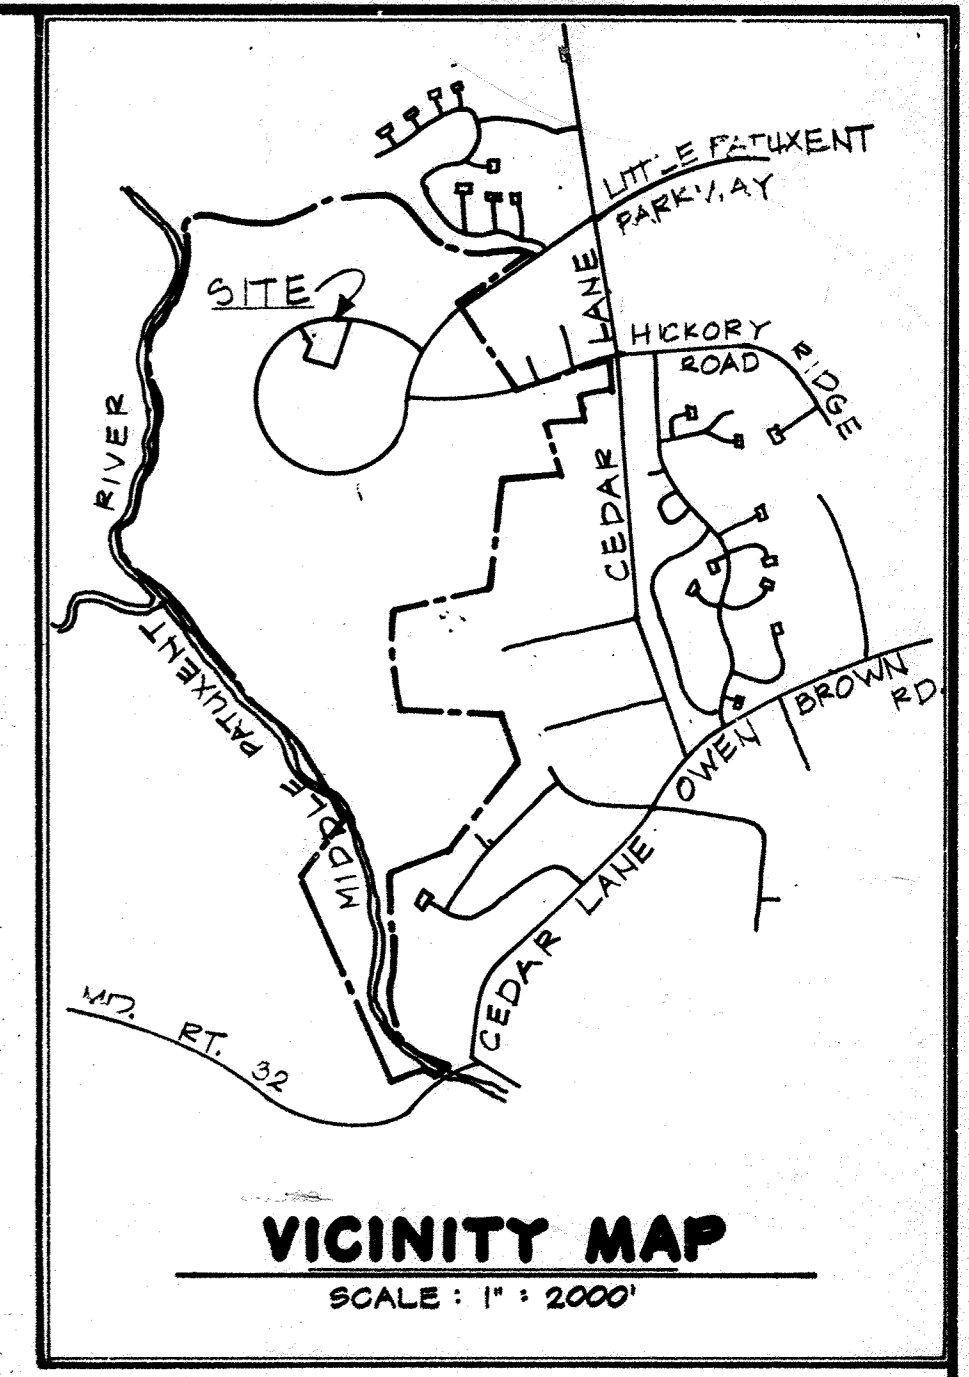 LITTLE PATUXENT
PARKWAY
SITE
CEDAR LANE
HICKORY RIDGE
ROAD
RIVER
PATUXENT
MIDDLE
OWEN BROWN
RD.
CEDAR LANE
MD. RT. 32
VICINITY MAP
SCALE : 1" : 2000'